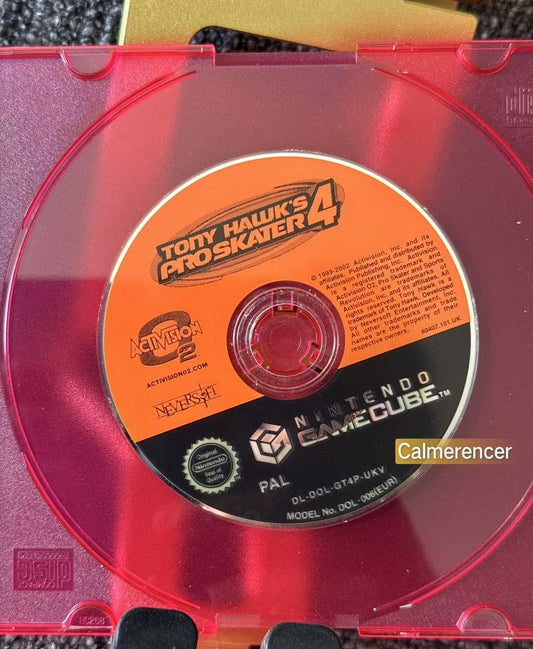 TONY HAWK'S
PRO SKATER 4
© 1999-2002 Activision, Inc. and its
affiliates. Published and distributed by
Activision Publishing, Inc. Activision
is a registered trademark and
Activision O2, Pro Skater and Sports
Revolution are trademarks of
Activision, Inc. and its affiliates. All
rights reserved. Tony Hawk is a
trademark of Tony Hawk. Developed
by Neversoft Entertainment, Inc.
All other trademarks and trade
names are the property of their
respective owners.
80407.101.UK
ACTIVISION
O2
ACTIVISIONO2.COM
NEVERSOFT
NINTENDO
GAMECUBE™
Original
Nintendo
Seal of
Quality
PAL
DL-DOL-GT4P-UKV
MODEL No. DOL-006(EUR)
Calmerencer
disc